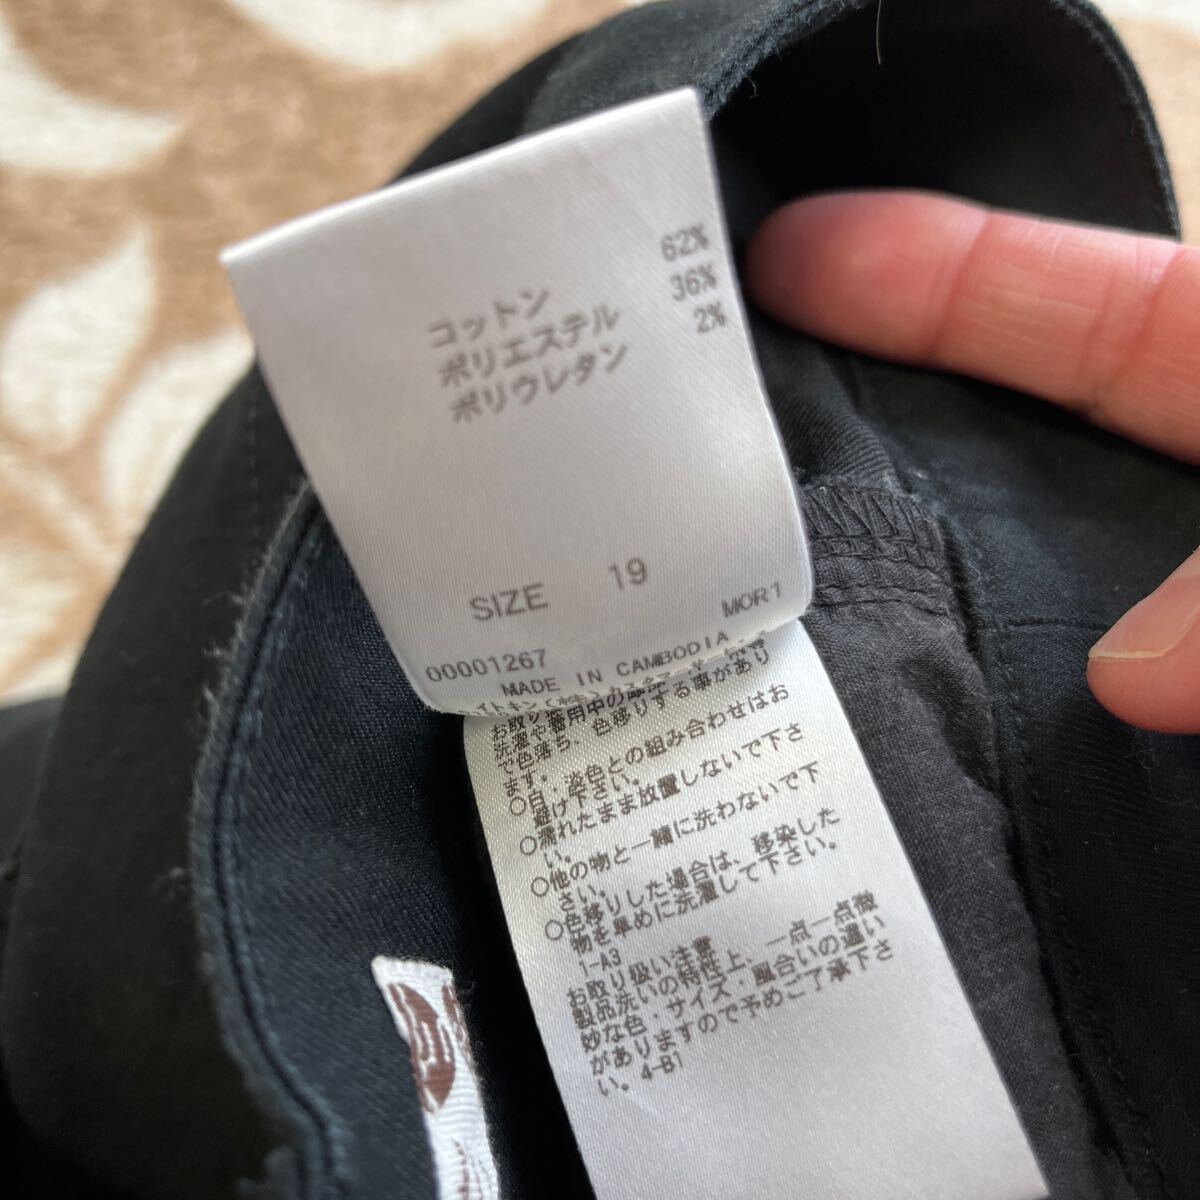 コットン 62%
ポリエステル 36%
ポリウレタン 2%
SIZE 19
MOR1
00001267
MADE IN CAMBODIA
イトキン
お取り
洗濯や着用中の摩擦
で色落ち、色移りする事があり
ます。
○白・淡色との組み合わせはお
避け下さい。
○濡れたまま放置しないで下さ
い。
○他の物と一緒に洗わないで下
さい。
○色移りした場合は、移染した
物を早めに洗濯して下さい。
1-A3
お取り扱い注意
製品洗いの特性上、一点一点微
妙な色・サイズ・風合いの違い
がありますので予めご了承下さ
い。4-B1